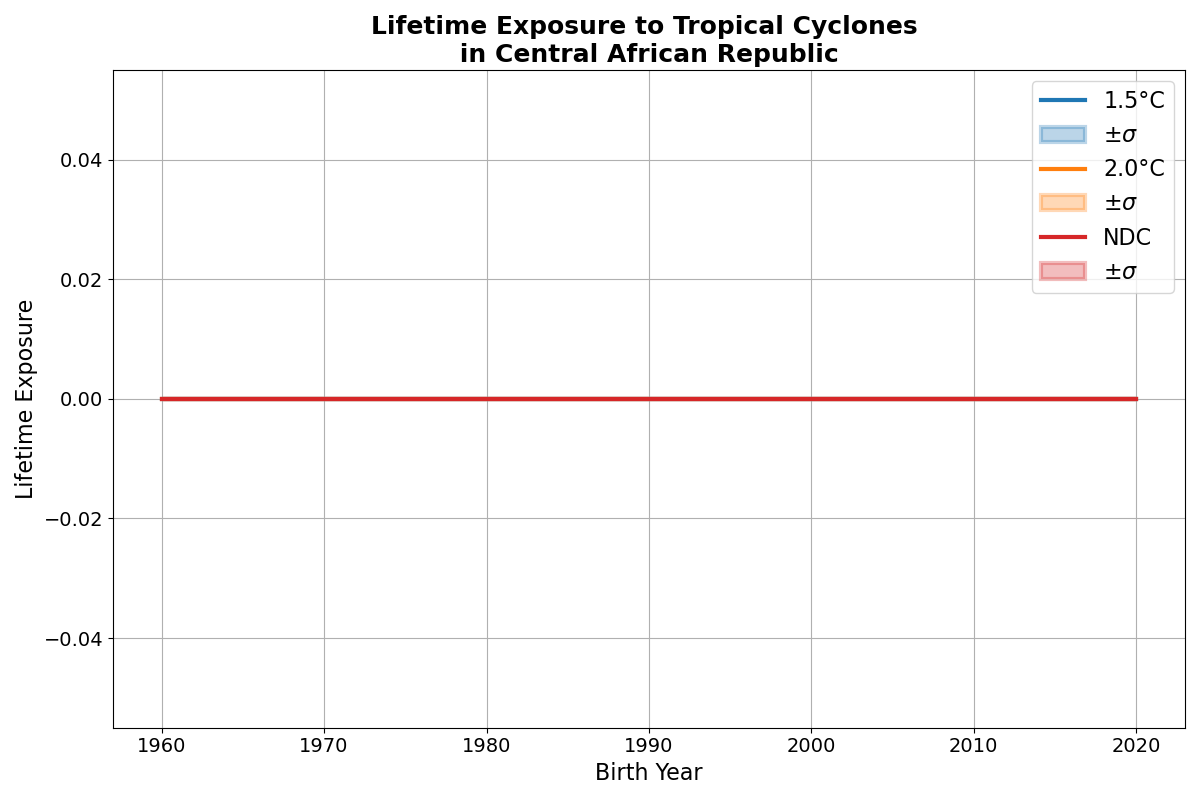 Lifetime Exposure to Tropical Cyclones
in Central African Republic
1.5°C
±σ
2.0°C
±σ
NDC
±σ
0.04
0.02
0.00
−0.02
−0.04
Lifetime Exposure
1960 1970 1980 1990 2000 2010 2020
Birth Year